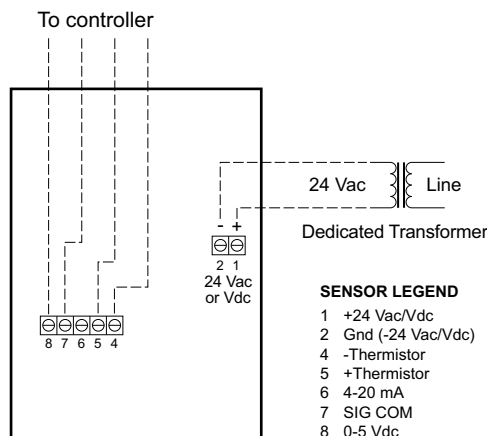 To controller
24 Vac
Line
Dedicated Transformer
- +
2 1
24 Vac
or Vdc
8 7 6 5 4
SENSOR LEGEND
1 +24 Vac/Vdc
2 Gnd (-24 Vac/Vdc)
4 -Thermistor
5 +Thermistor
6 4-20 mA
7 SIG COM
8 0-5 Vdc